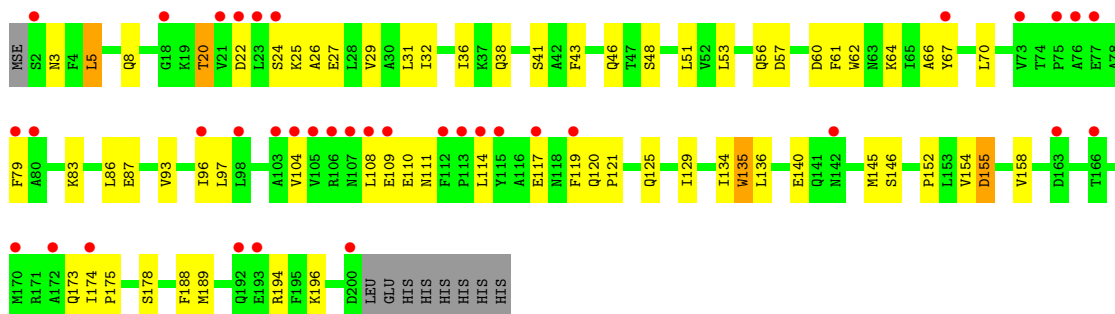 MSE S2 N3 F4 L5 Q8 G18 K19 T20 V21 D22 L23 S24 K25 A26 E27 L28 V29 A30 L31 I32 I36 K37 Q38 S41 A42 F43 Q46 T47 S48 L51 V52 L53 Q56 D57 D60 F61 W62 N63 K64 I65 A66 Y67 L70 V73 T74 P75 A76 E77 A78
F79 A80 K83 L86 E87 V93 I96 L97 L98 A103 V104 V105 R106 N107 L108 E109 E110 N111 F112 P113 L114 Y115 A116 E117 N118 F119 Q120 P121 Q125 I129 I134 W135 L136 E140 Q141 N142 M145 S146 P152 L153 V154 D155 V158 D163 T166
M170 R171 A172 Q173 I174 P175 S178 F188 M189 Q192 E193 R194 F195 K196 D200 LEU GLU HIS HIS HIS HIS HIS HIS